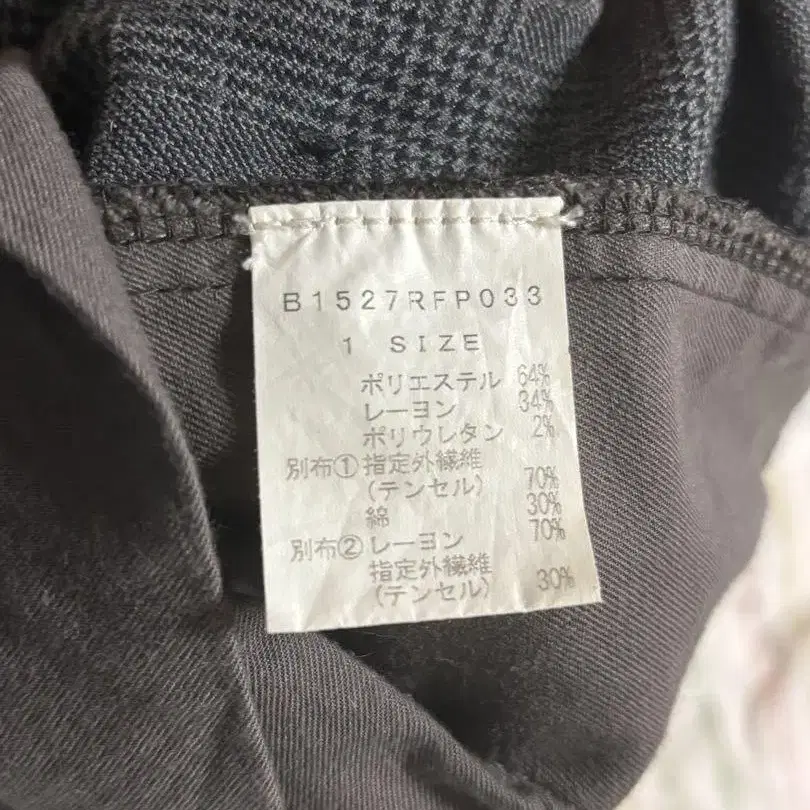 B1527RFP033
1 SIZE
ポリエステル 64%
レーヨン 34%
ポリウレタン 2%
別布① 指定外繊維
(テンセル) 70%
綿 30%
別布② レーヨン 70%
指定外繊維
(テンセル) 30%